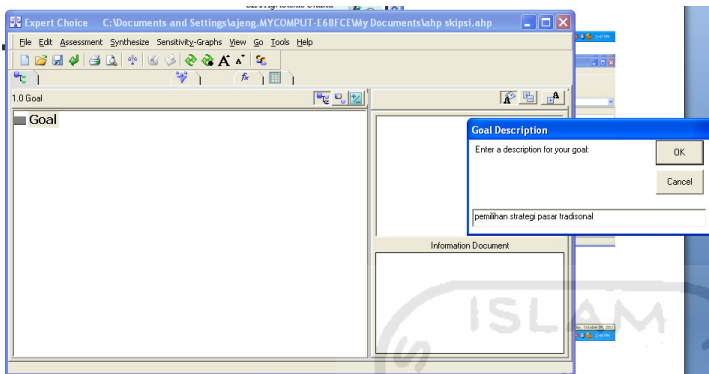 Expert Choice C:\Documents and Settings\ajeng.MYCOMPUT-E68FCE\My Documents\ahp skipsi.ahp
File Edit Assessment Synthesize Sensitivity-Graphs View Go Tools Help
1.0 Goal
Goal
Goal Description
Enter a description for your goal:
OK
Cancel
pemilihan strategi pasar tradisonal
Information Document
ISLAM